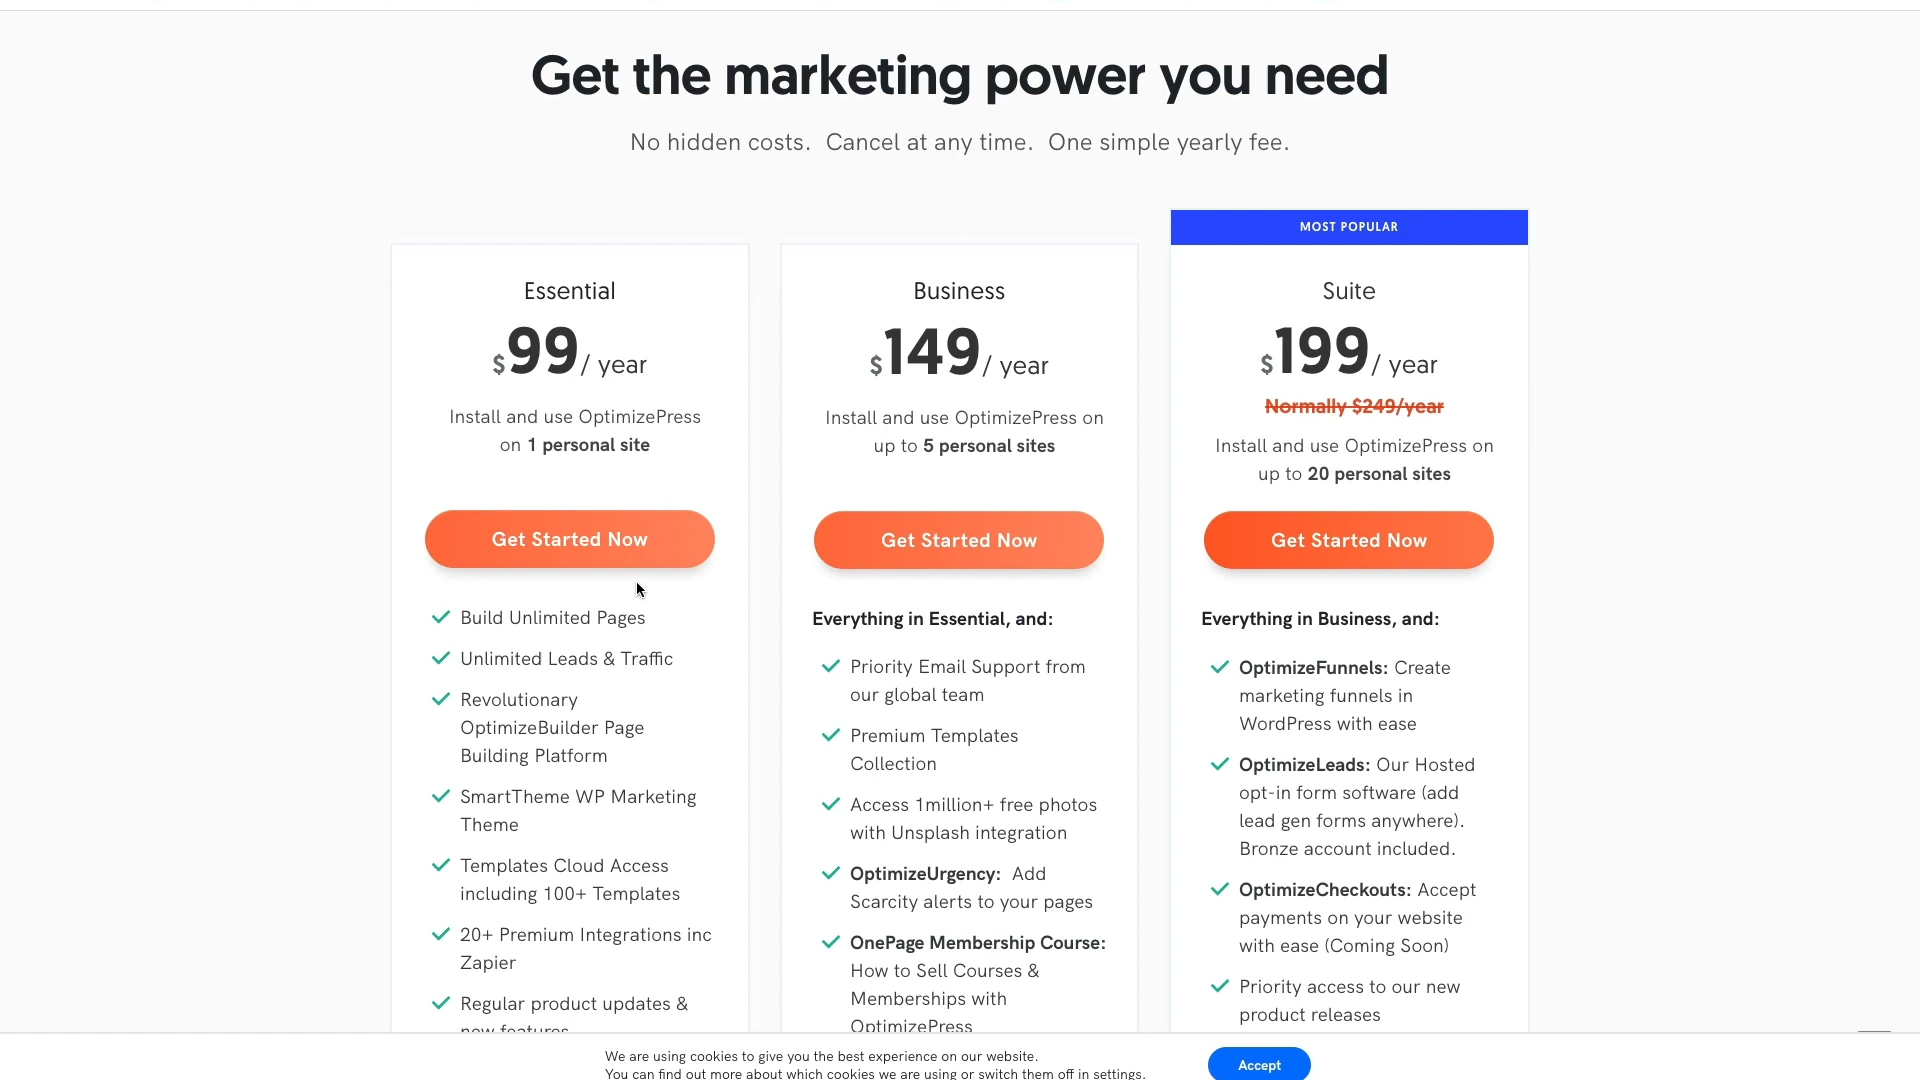 Get the marketing power you need
No hidden costs. Cancel at any time. One simple yearly fee.
Essential
$99/ year
Install and use OptimizePress
on 1 personal site
Get Started Now
Build Unlimited Pages
Unlimited Leads & Traffic
Revolutionary
OptimizeBuilder Page
Building Platform
SmartTheme WP Marketing
Theme
Templates Cloud Access
including 100+ Templates
20+ Premium Integrations inc
Zapier
Regular product updates &
new features
Business
$149/ year
Install and use OptimizePress on
up to 5 personal sites
Get Started Now
Everything in Essential, and:
Priority Email Support from
our global team
Premium Templates
Collection
Access 1million+ free photos
with Unsplash integration
OptimizeUrgency: Add
Scarcity alerts to your pages
OnePage Membership Course:
How to Sell Courses &
Memberships with
OptimizePress
MOST POPULAR
Suite
$199/ year
Normally $249/year
Install and use OptimizePress on
up to 20 personal sites
Get Started Now
Everything in Business, and:
OptimizeFunnels: Create
marketing funnels in
WordPress with ease
OptimizeLeads: Our Hosted
opt-in form software (add
lead gen forms anywhere).
Bronze account included.
OptimizeCheckouts: Accept
payments on your website
with ease (Coming Soon)
Priority access to our new
product releases
We are using cookies to give you the best experience on our website.
You can find out more about which cookies we are using or switch them off in settings.
Accept